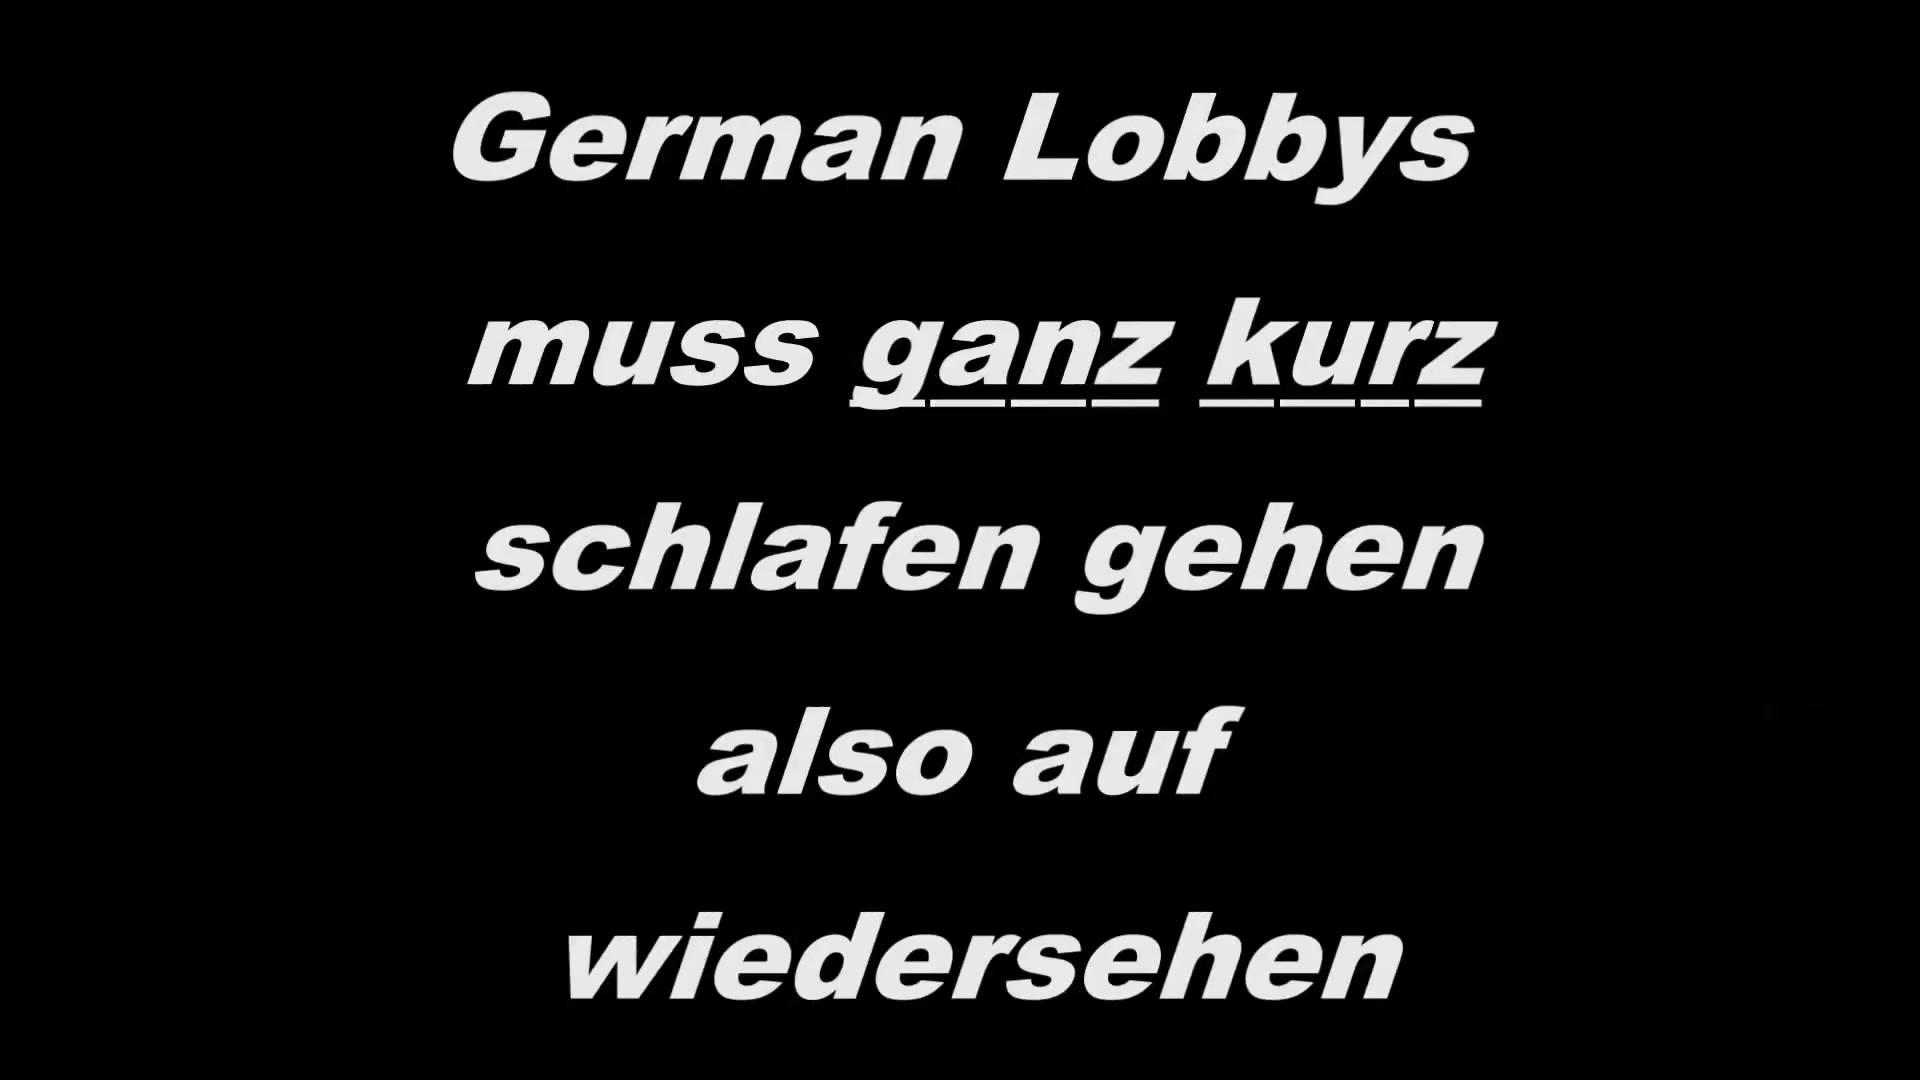 German Lobbys
muss ganz kurz
schlafen gehen
also auf
wiedersehen